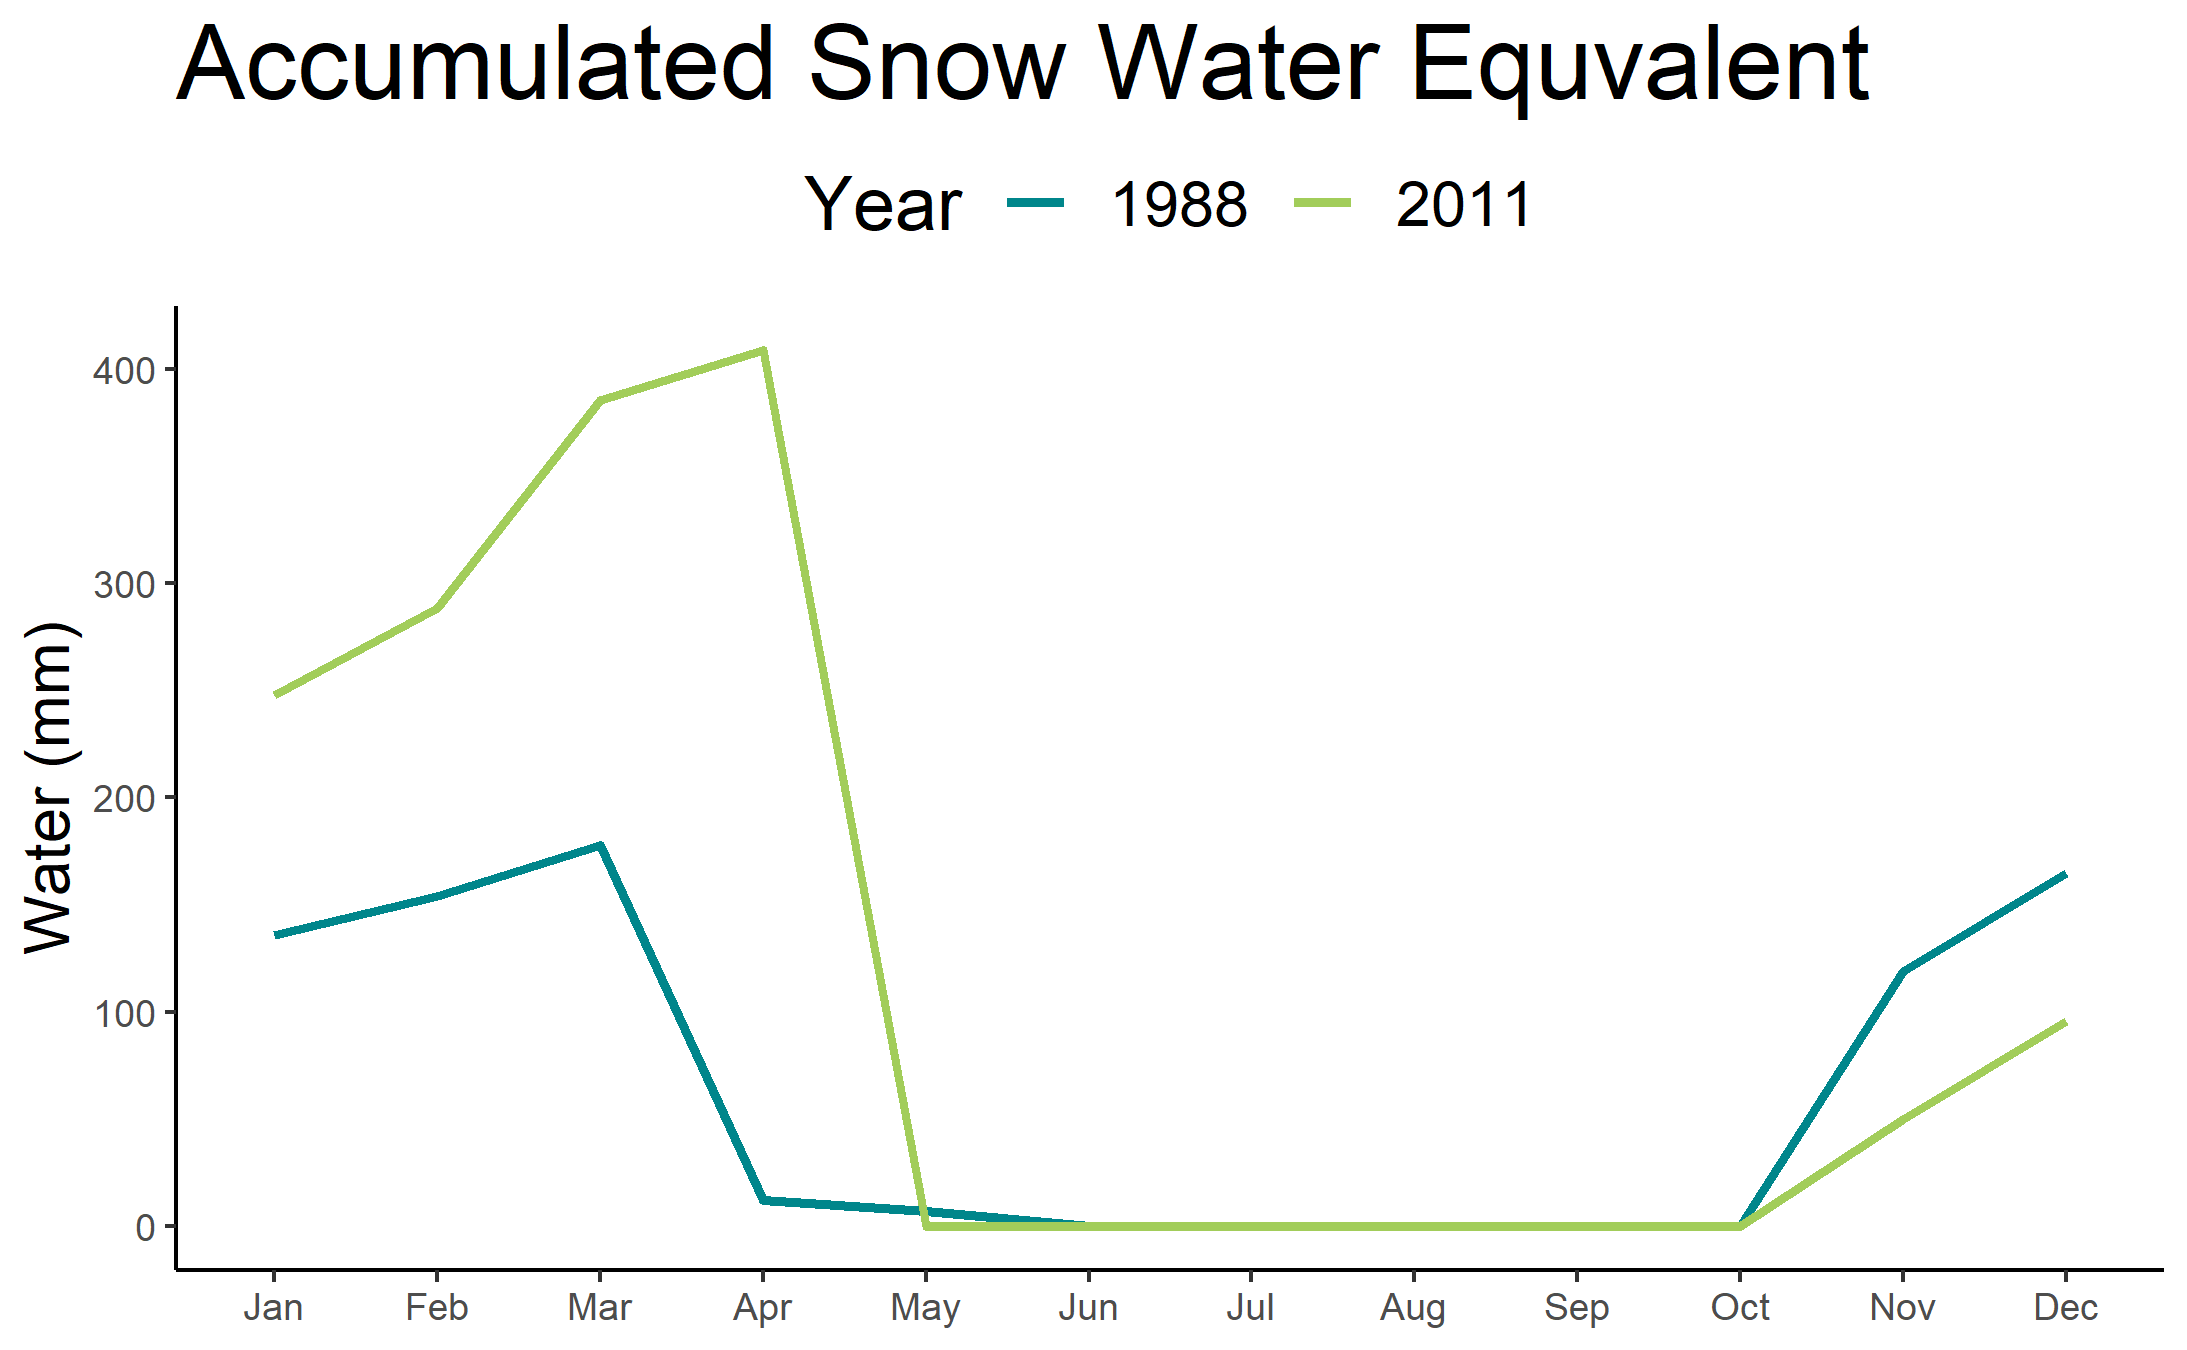 Accumulated Snow Water Equvalent
Year 1988 2011
Water (mm)
400
300
200
100
0
Jan Feb Mar Apr May Jun Jul Aug Sep Oct Nov Dec